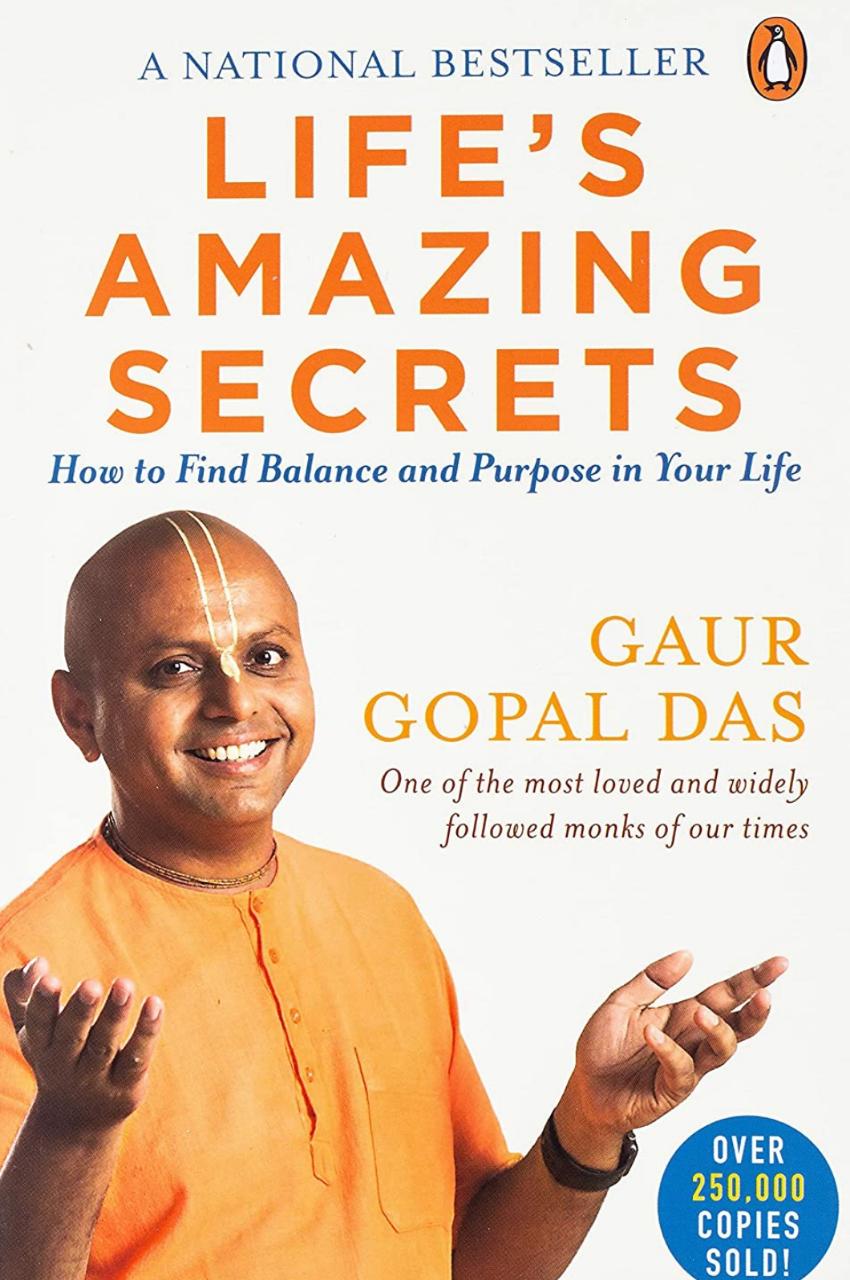 A NATIONAL BESTSELLER
LIFE'S
AMAZING
SECRETS
How to Find Balance and Purpose in Your Life
GAUR
GOPAL DAS
One of the most loved and widely
followed monks of our times
OVER
250,000
COPIES
SOLD!